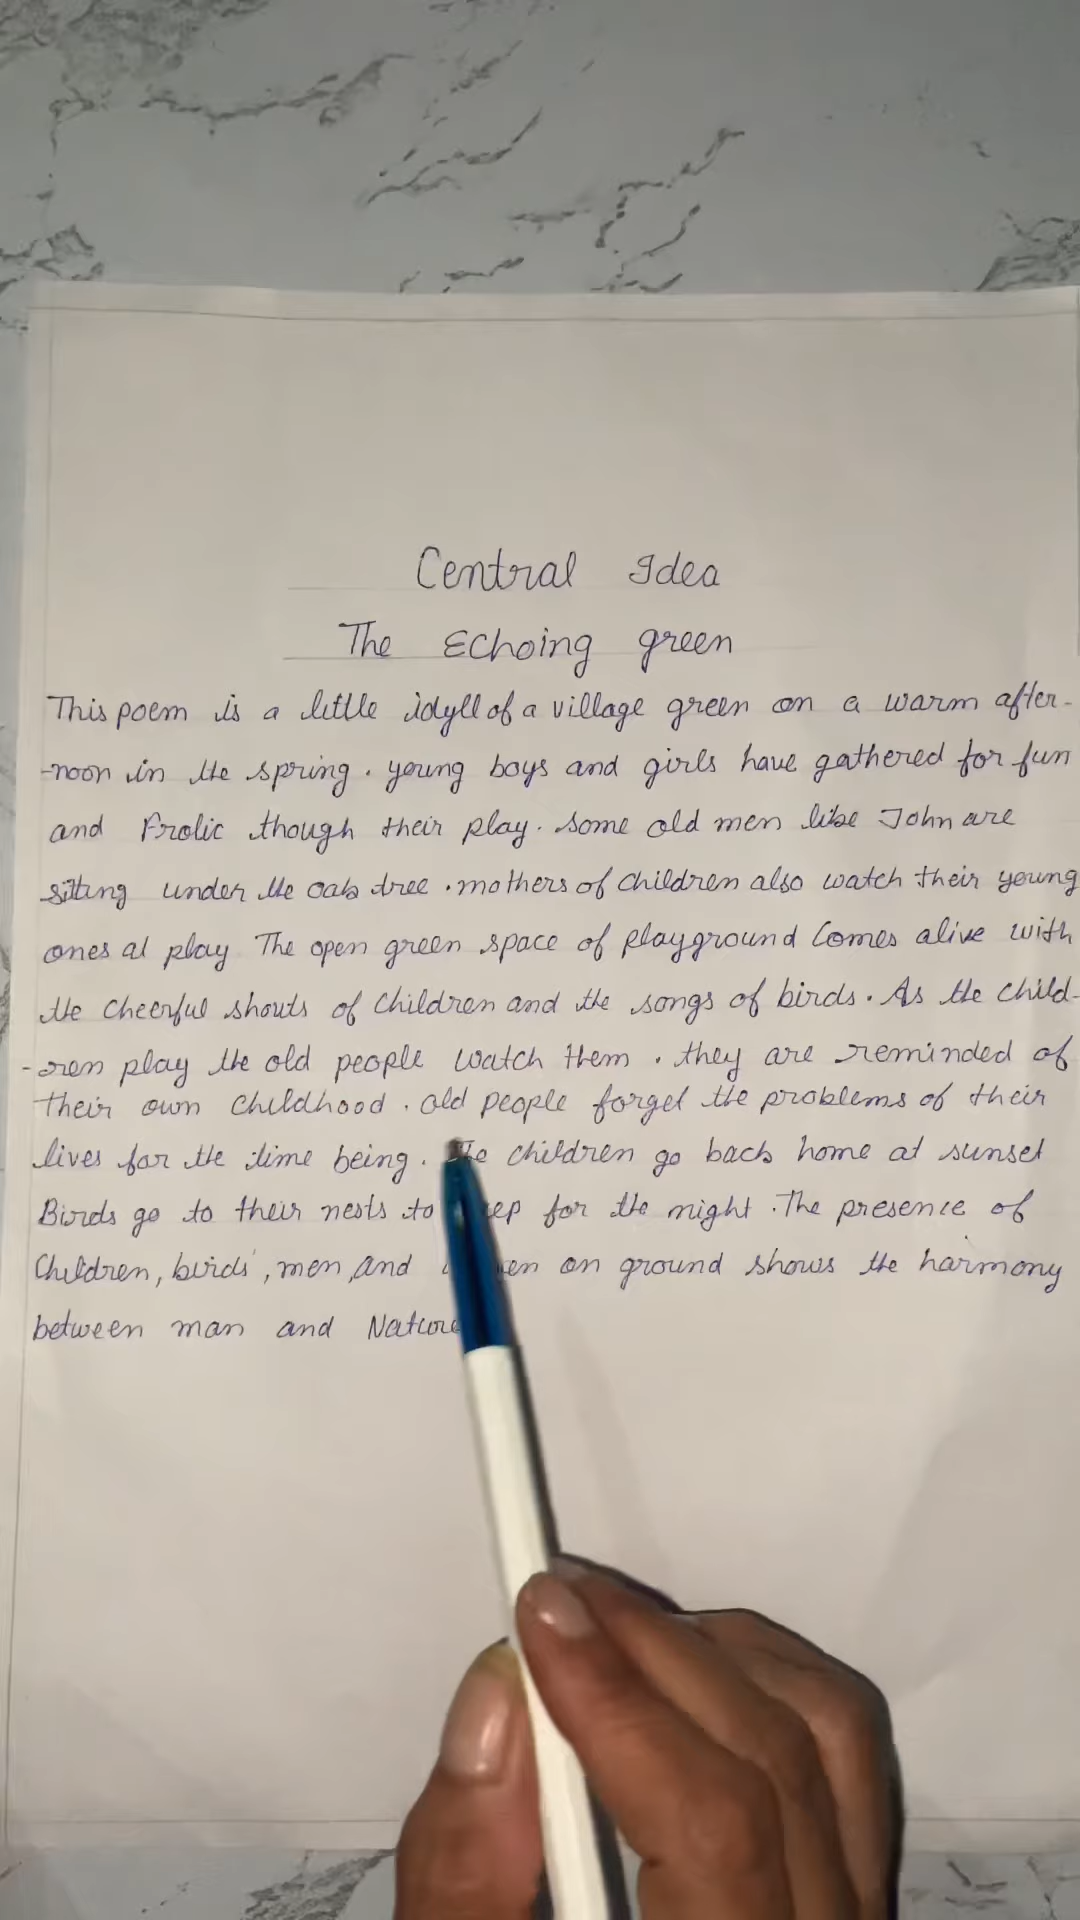 Central Idea
The Echoing green
This poem is a little idyll of a village green on a warm after-
-noon in the spring. young boys and girls have gathered for fun
and Frolic though their play. Some old men like John are
sitting under the oak tree. mothers of children also watch their young
ones at play The open green space of playground Comes alive with
the cheerful shouts of children and the songs of birds. As the child-
-ren play the old people watch them. they are reminded of
their own childhood. old people forget the problems of their
lives for the time being. children go back home at sunset
Birds go to their nests to for the night. The presence of
Children, birds, men, and on ground shows the harmony
between man and Nature